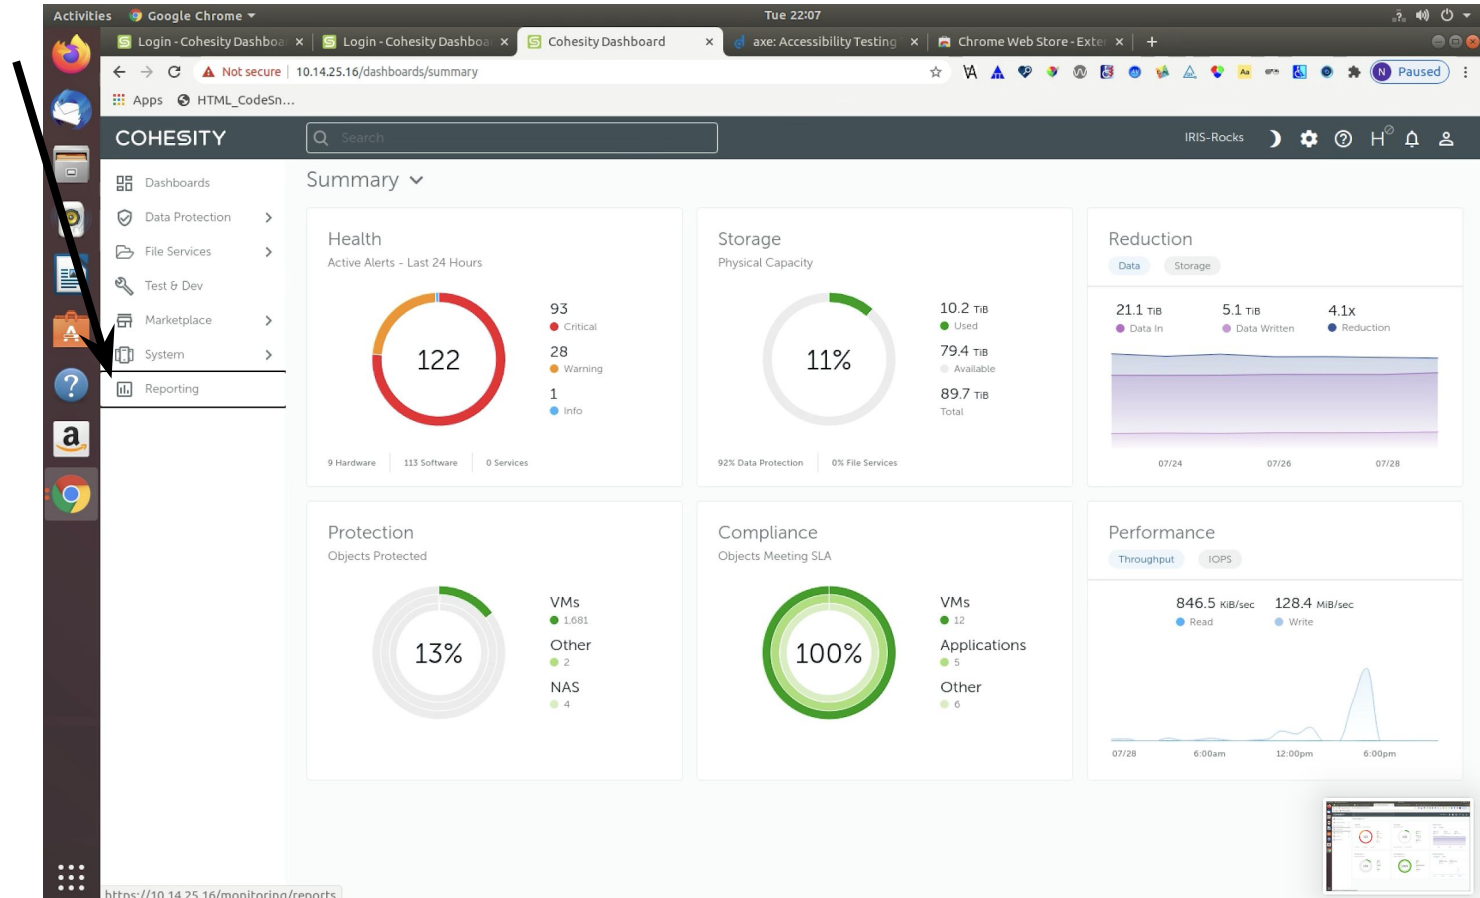 Activities Google Chrome Tue 22:07
Login - Cohesity Dashboa Login - Cohesity Dashboa Cohesity Dashboard axe: Accessibility Testing Chrome Web Store - Exte
Not secure 10.14.25.16/dashboards/summary N Paused
Apps HTML_CodeSn...
COHESITY Search IRIS-Rocks
Summary
Dashboards
Data Protection
File Services
Test & Dev
Marketplace
System
Reporting
Health
Active Alerts - Last 24 Hours
122
93
Critical
28
Warning
1
Info
9 Hardware 113 Software 0 Services
Storage
Physical Capacity
11%
10.2 TiB
Used
79.4 TiB
Available
89.7 TiB
Total
92% Data Protection 0% File Services
Reduction
Data Storage
21.1 TiB 5.1 TiB 4.1x
Data In Data Written Reduction
07/24 07/26 07/28
Protection
Objects Protected
13%
VMs
1,681
Other
2
NAS
4
Compliance
Objects Meeting SLA
100%
VMs
12
Applications
5
Other
6
Performance
Throughput IOPS
846.5 KiB/sec 128.4 MiB/sec
Read Write
07/28 6:00am 12:00pm 6:00pm
https://10.14.25.16/monitoring/reports